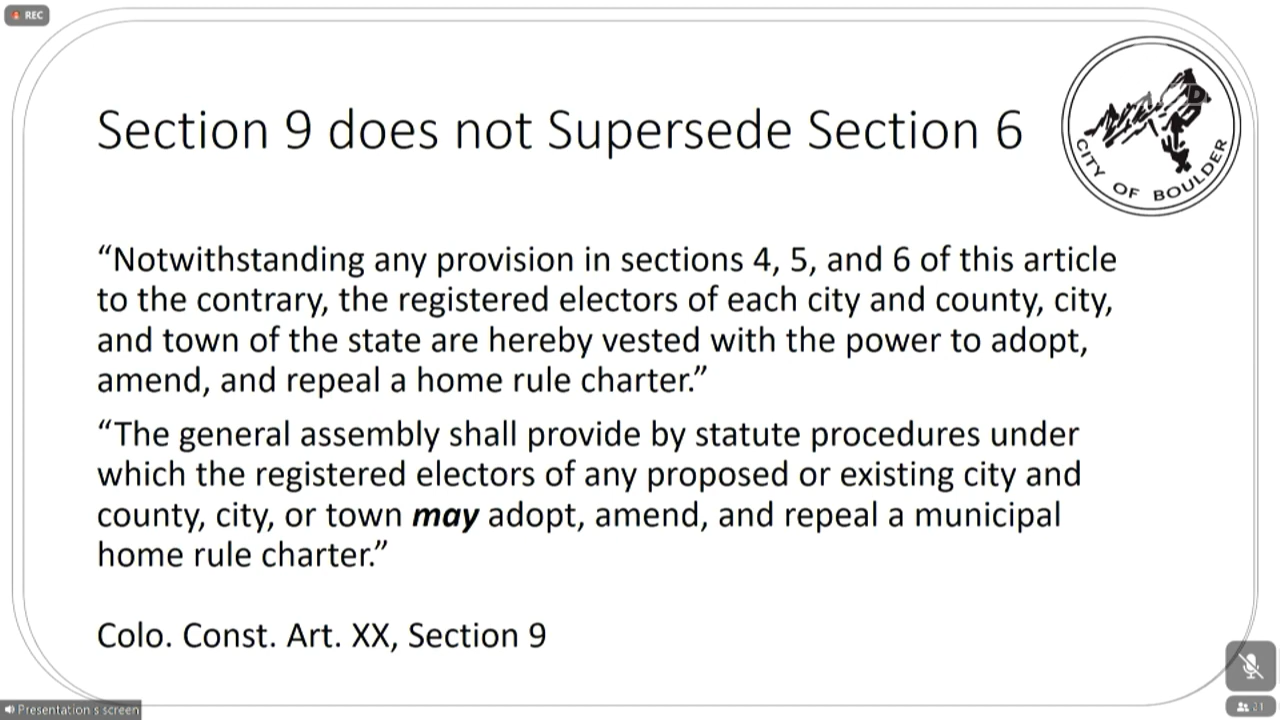 REC
Section 9 does not Supersede Section 6
CITY OF BOULDER
“Notwithstanding any provision in sections 4, 5, and 6 of this article
to the contrary, the registered electors of each city and county, city,
and town of the state are hereby vested with the power to adopt,
amend, and repeal a home rule charter.”
“The general assembly shall provide by statute procedures under
which the registered electors of any proposed or existing city and
county, city, or town may adopt, amend, and repeal a municipal
home rule charter.”
Colo. Const. Art. XX, Section 9
Presentation s screen
21